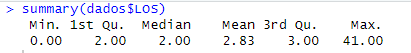 > summary(dados$LOS)
Min. 1st Qu. Median Mean 3rd Qu. Max.
0.00 2.00 2.00 2.83 3.00 41.00